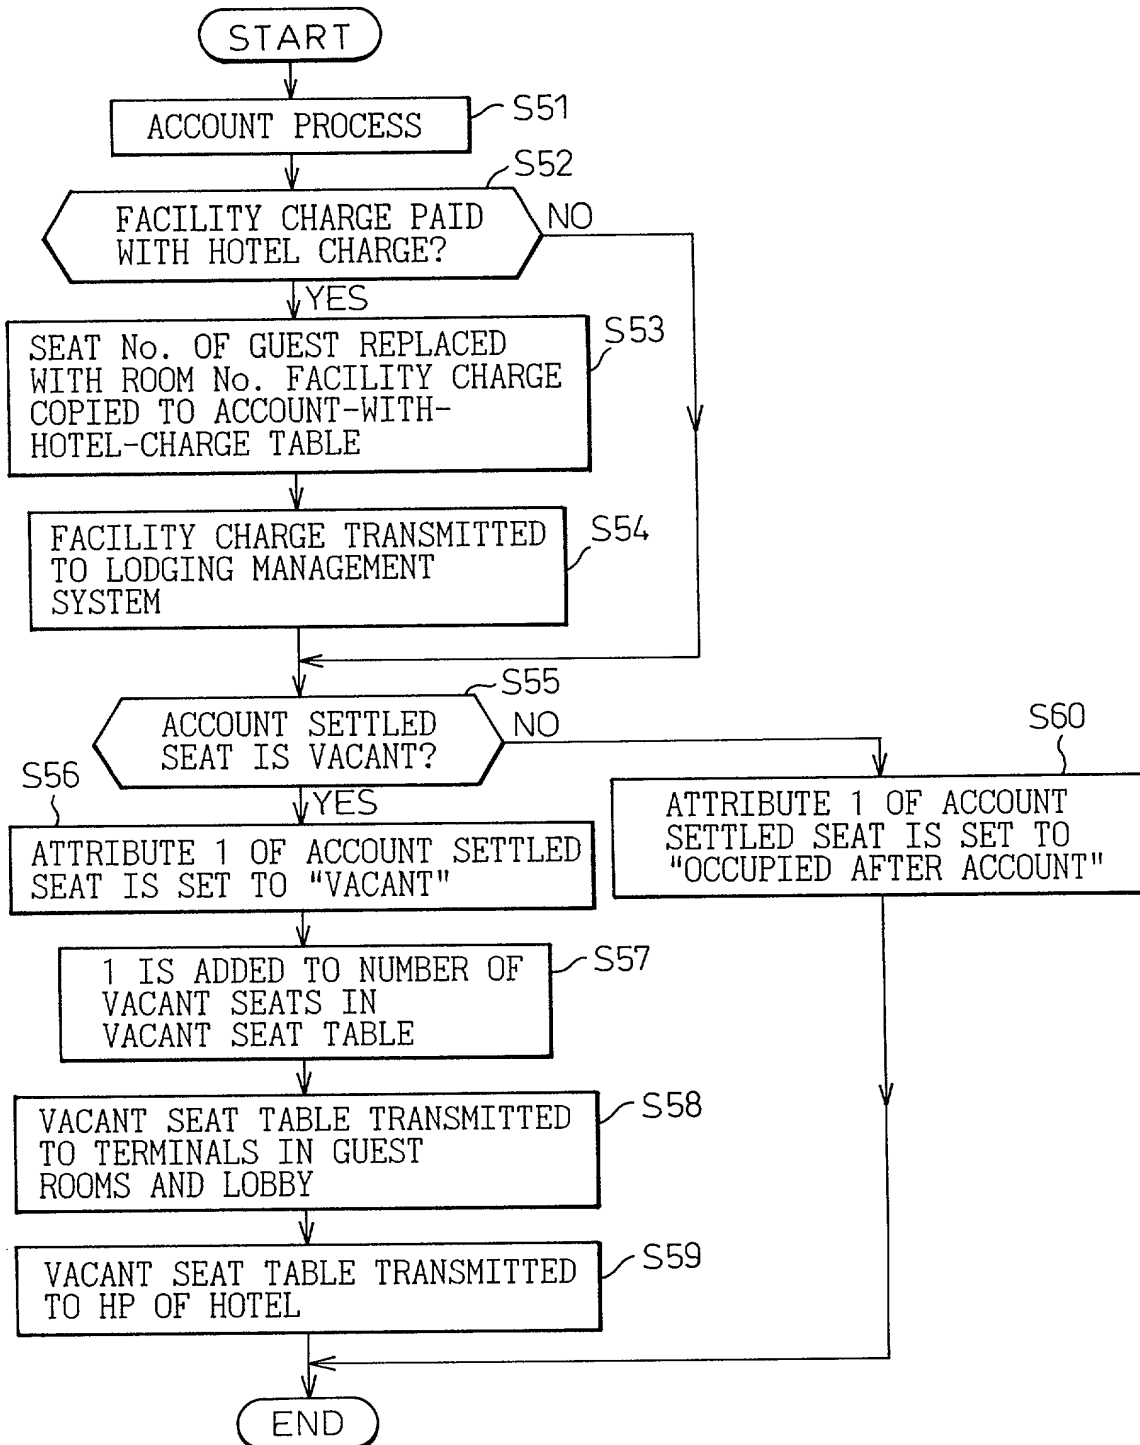 START
ACCOUNT PROCESS
S51
S52
FACILITY CHARGE PAID
WITH HOTEL CHARGE?
NO
YES
S53
SEAT No. OF GUEST REPLACED
WITH ROOM No. FACILITY CHARGE
COPIED TO ACCOUNT-WITH-
HOTEL-CHARGE TABLE
S54
FACILITY CHARGE TRANSMITTED
TO LODGING MANAGEMENT
SYSTEM
S55
ACCOUNT SETTLED
SEAT IS VACANT?
NO
YES
S56
ATTRIBUTE 1 OF ACCOUNT SETTLED
SEAT IS SET TO "VACANT"
S60
ATTRIBUTE 1 OF ACCOUNT
SETTLED SEAT IS SET TO
"OCCUPIED AFTER ACCOUNT"
S57
1 IS ADDED TO NUMBER OF
VACANT SEATS IN
VACANT SEAT TABLE
S58
VACANT SEAT TABLE TRANSMITTED
TO TERMINALS IN GUEST
ROOMS AND LOBBY
S59
VACANT SEAT TABLE TRANSMITTED
TO HP OF HOTEL
END